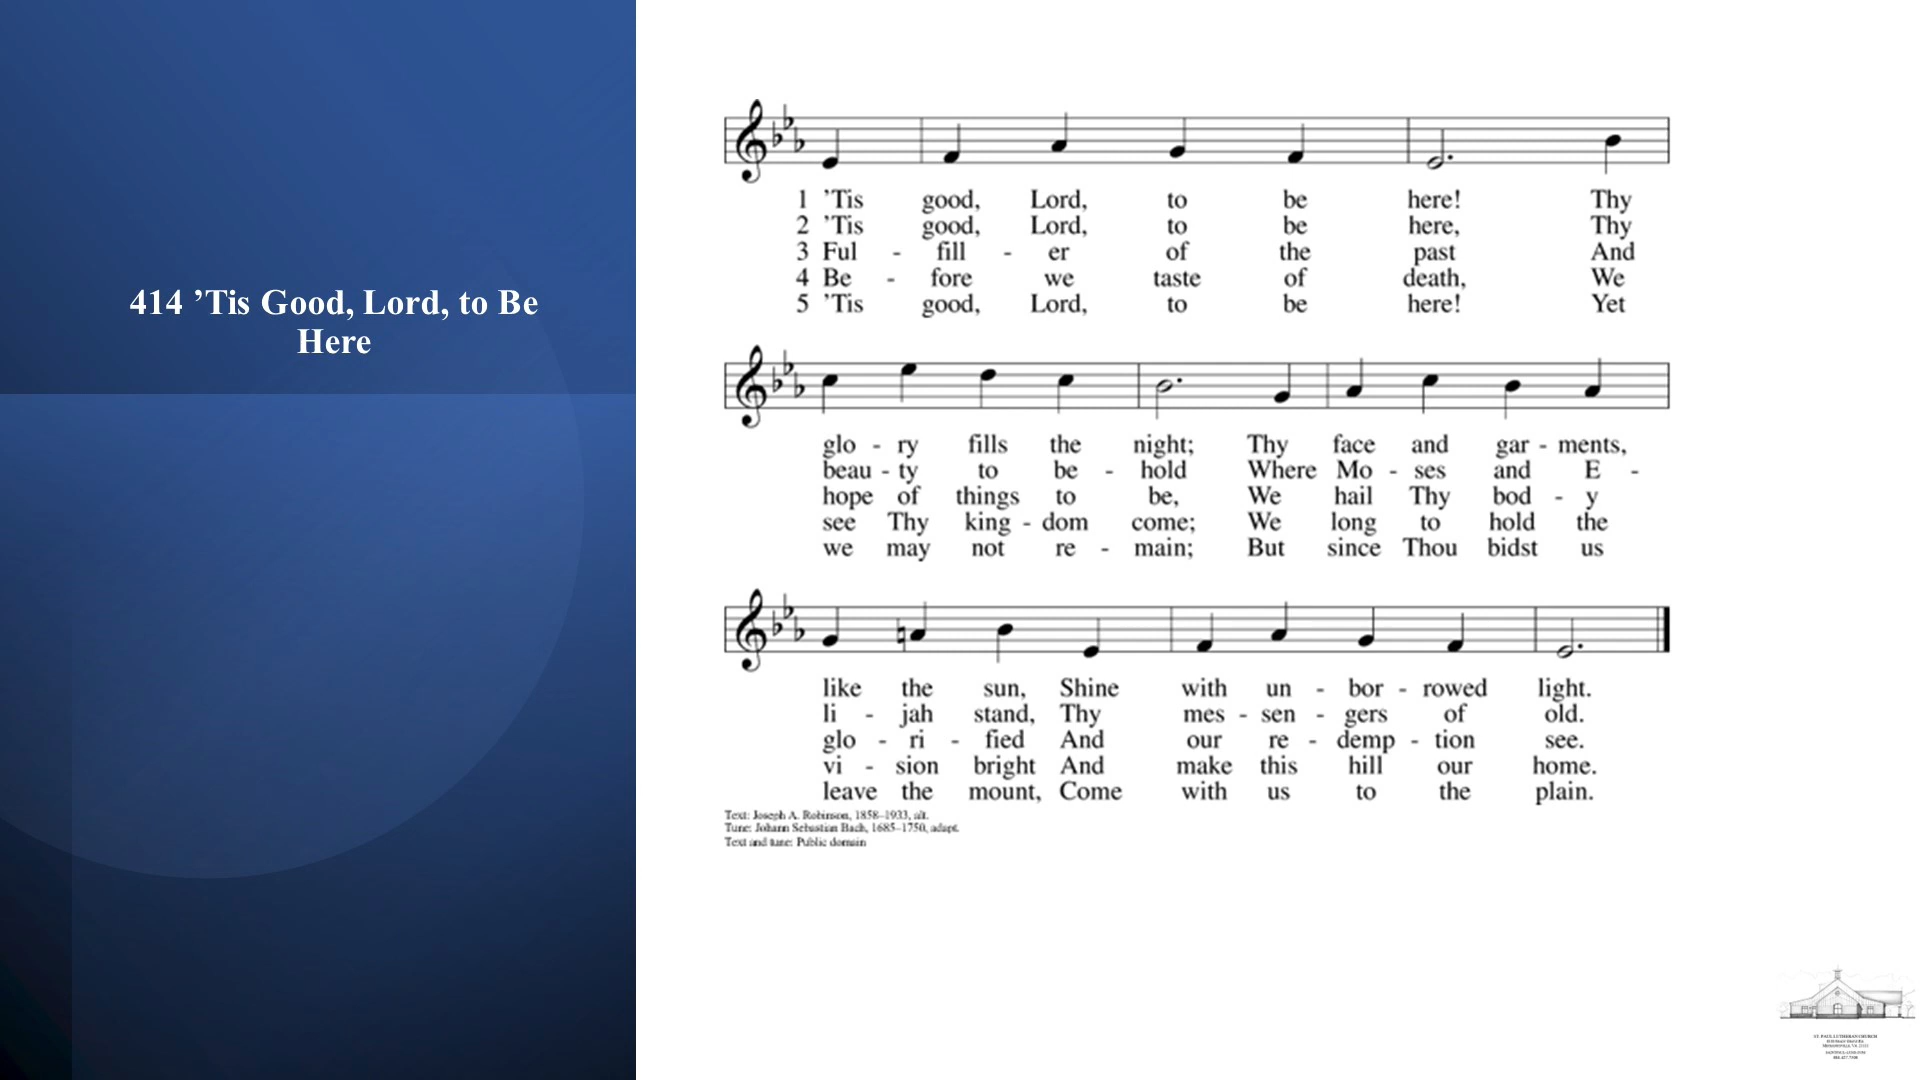 414 ’Tis Good, Lord, to Be
Here
1 ’Tis good, Lord, to be here! Thy
2 ’Tis good, Lord, to be here, Thy
3 Ful - fill - er of the past And
4 Be - fore we taste of death, We
5 ’Tis good, Lord, to be here! Yet
glo - ry fills the night; Thy face and gar - ments,
beau - ty to be - hold Where Mo - ses and E -
hope of things to be, We hail Thy bod - y
see Thy king - dom come; We long to hold the
we may not re - main; But since Thou bidst us
like the sun, Shine with un - bor - rowed light.
li - jah stand, Thy mes - sen - gers of old.
glo - ri - fied And our re - demp - tion see.
vi - sion bright And make this hill our home.
leave the mount, Come with us to the plain.
Text: Joseph A. Robinson, 1858–1933, alt.
Tune: Johann Sebastian Bach, 1685–1750, adapt.
Text and tune: Public domain
ST. PAUL LUTHERAN CHURCH